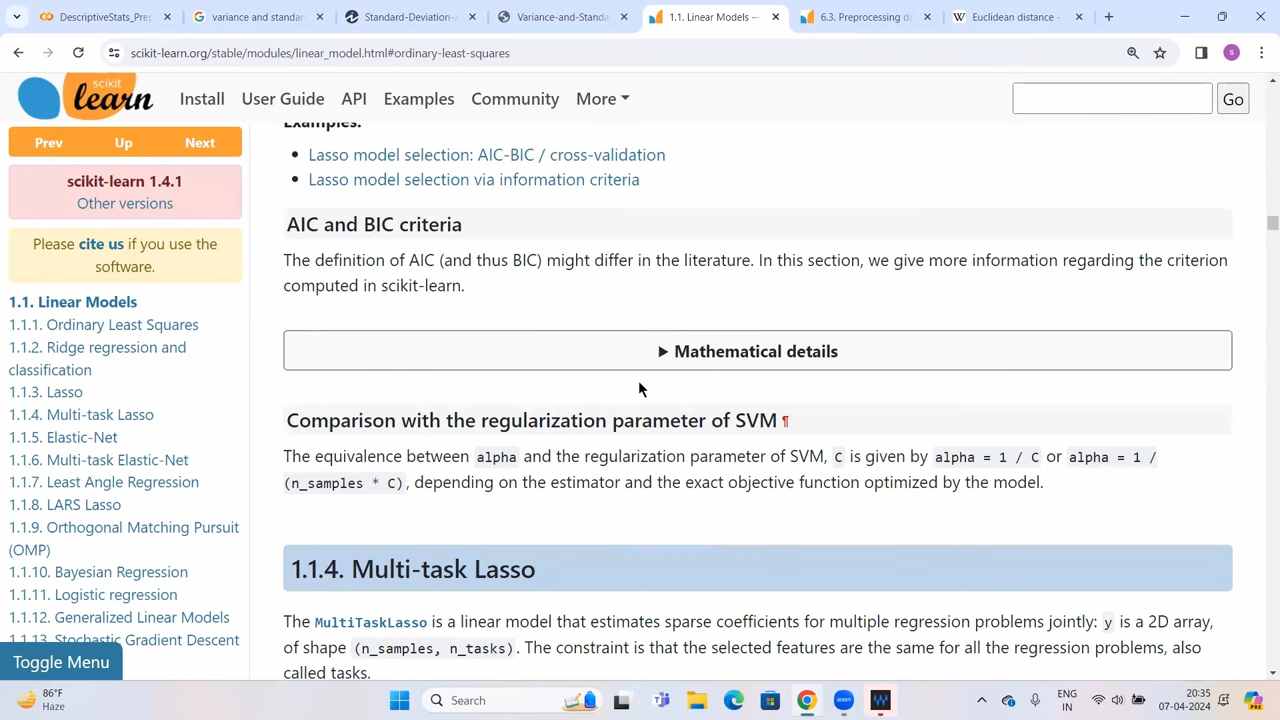 DescriptiveStats_Prep
variance and standar
Standard-Deviation-
Variance-and-Standa
1.1. Linear Models —
6.3. Preprocessing da
Euclidean distance -
scikit-learn.org/stable/modules/linear_model.html#ordinary-least-squares
S
scikit
learn
Install
User Guide
API
Examples
Community
More
Go
Prev
Up
Next
scikit-learn 1.4.1
Other versions
Please cite us if you use the
software.
1.1. Linear Models
1.1.1. Ordinary Least Squares
1.1.2. Ridge regression and
classification
1.1.3. Lasso
1.1.4. Multi-task Lasso
1.1.5. Elastic-Net
1.1.6. Multi-task Elastic-Net
1.1.7. Least Angle Regression
1.1.8. LARS Lasso
1.1.9. Orthogonal Matching Pursuit
(OMP)
1.1.10. Bayesian Regression
1.1.11. Logistic regression
1.1.12. Generalized Linear Models
1.1.13. Stochastic Gradient Descent
Toggle Menu
Examples:
Lasso model selection: AIC-BIC / cross-validation
Lasso model selection via information criteria
AIC and BIC criteria
The definition of AIC (and thus BIC) might differ in the literature. In this section, we give more information regarding the criterion
computed in scikit-learn.
Mathematical details
Comparison with the regularization parameter of SVM ¶
The equivalence between alpha and the regularization parameter of SVM, C is given by alpha = 1 / C or alpha = 1 /
(n_samples * C), depending on the estimator and the exact objective function optimized by the model.
1.1.4. Multi-task Lasso
The MultiTaskLasso is a linear model that estimates sparse coefficients for multiple regression problems jointly: y is a 2D array,
of shape (n_samples, n_tasks). The constraint is that the selected features are the same for all the regression problems, also
called tasks.
86°F
Haze
Search
ENG
IN
20:35
07-04-2024